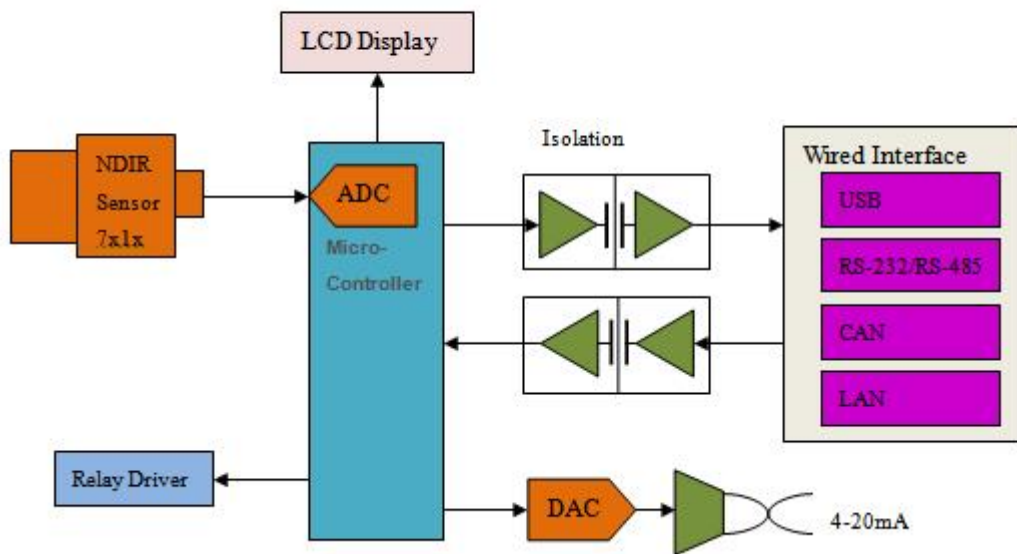 LCD Display
NDIR
Sensor
7x1x
ADC
Micro-
Controller
Isolation
Wired Interface
USB
RS-232/RS-485
CAN
LAN
Relay Driver
DAC
4-20mA